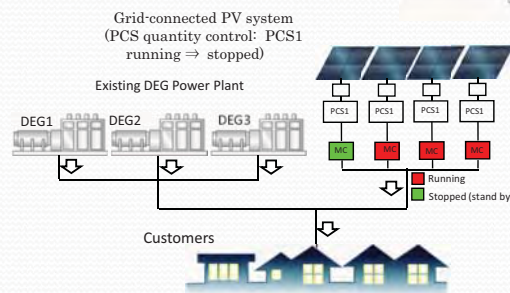 Grid-connected PV system
(PCS quantity control: PCS1
running ⇒ stopped)
Existing DEG Power Plant
DEG1 DEG2 DEG3
PCS1 PCS1 PCS1 PCS1
MC MC MC MC
Running
Stopped (stand by
Customers